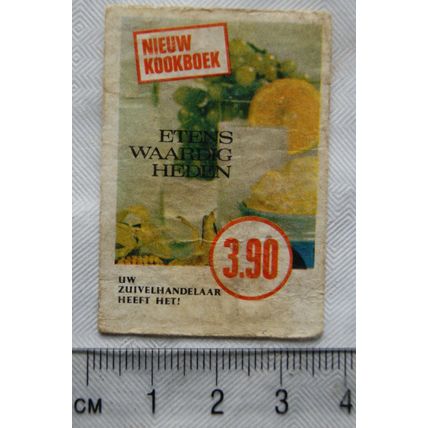 NIEUW
KOOKBOEK
ETENS
WAARDIG
HEDEN
3.90
UW
ZUIVELHANDELAAR
HEEFT HET!
CM 1 2 3 4